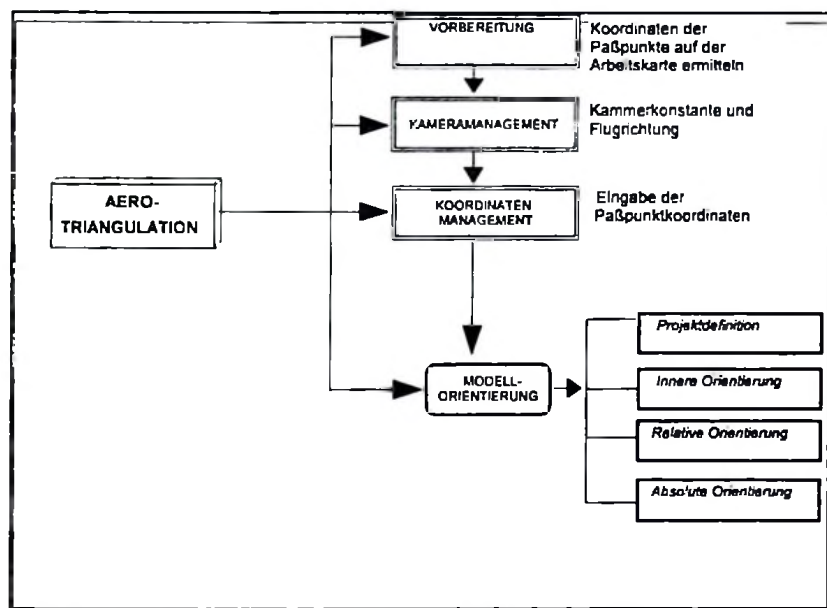 VORBEREITUNG
Koordinaten der
Paßpunkte auf der
Arbeitskarte ermitteln
KAMERAMANAGEMENT
Kammerkonstante und
Flugrichtung
AERO-
TRIANGULATION
KOORDINATEN
MANAGEMENT
Eingabe der
Paßpunktkoordinaten
MODELL-
ORIENTIERUNG
Projektdefinition
Innere Orientierung
Relative Orientierung
Absolute Orientierung